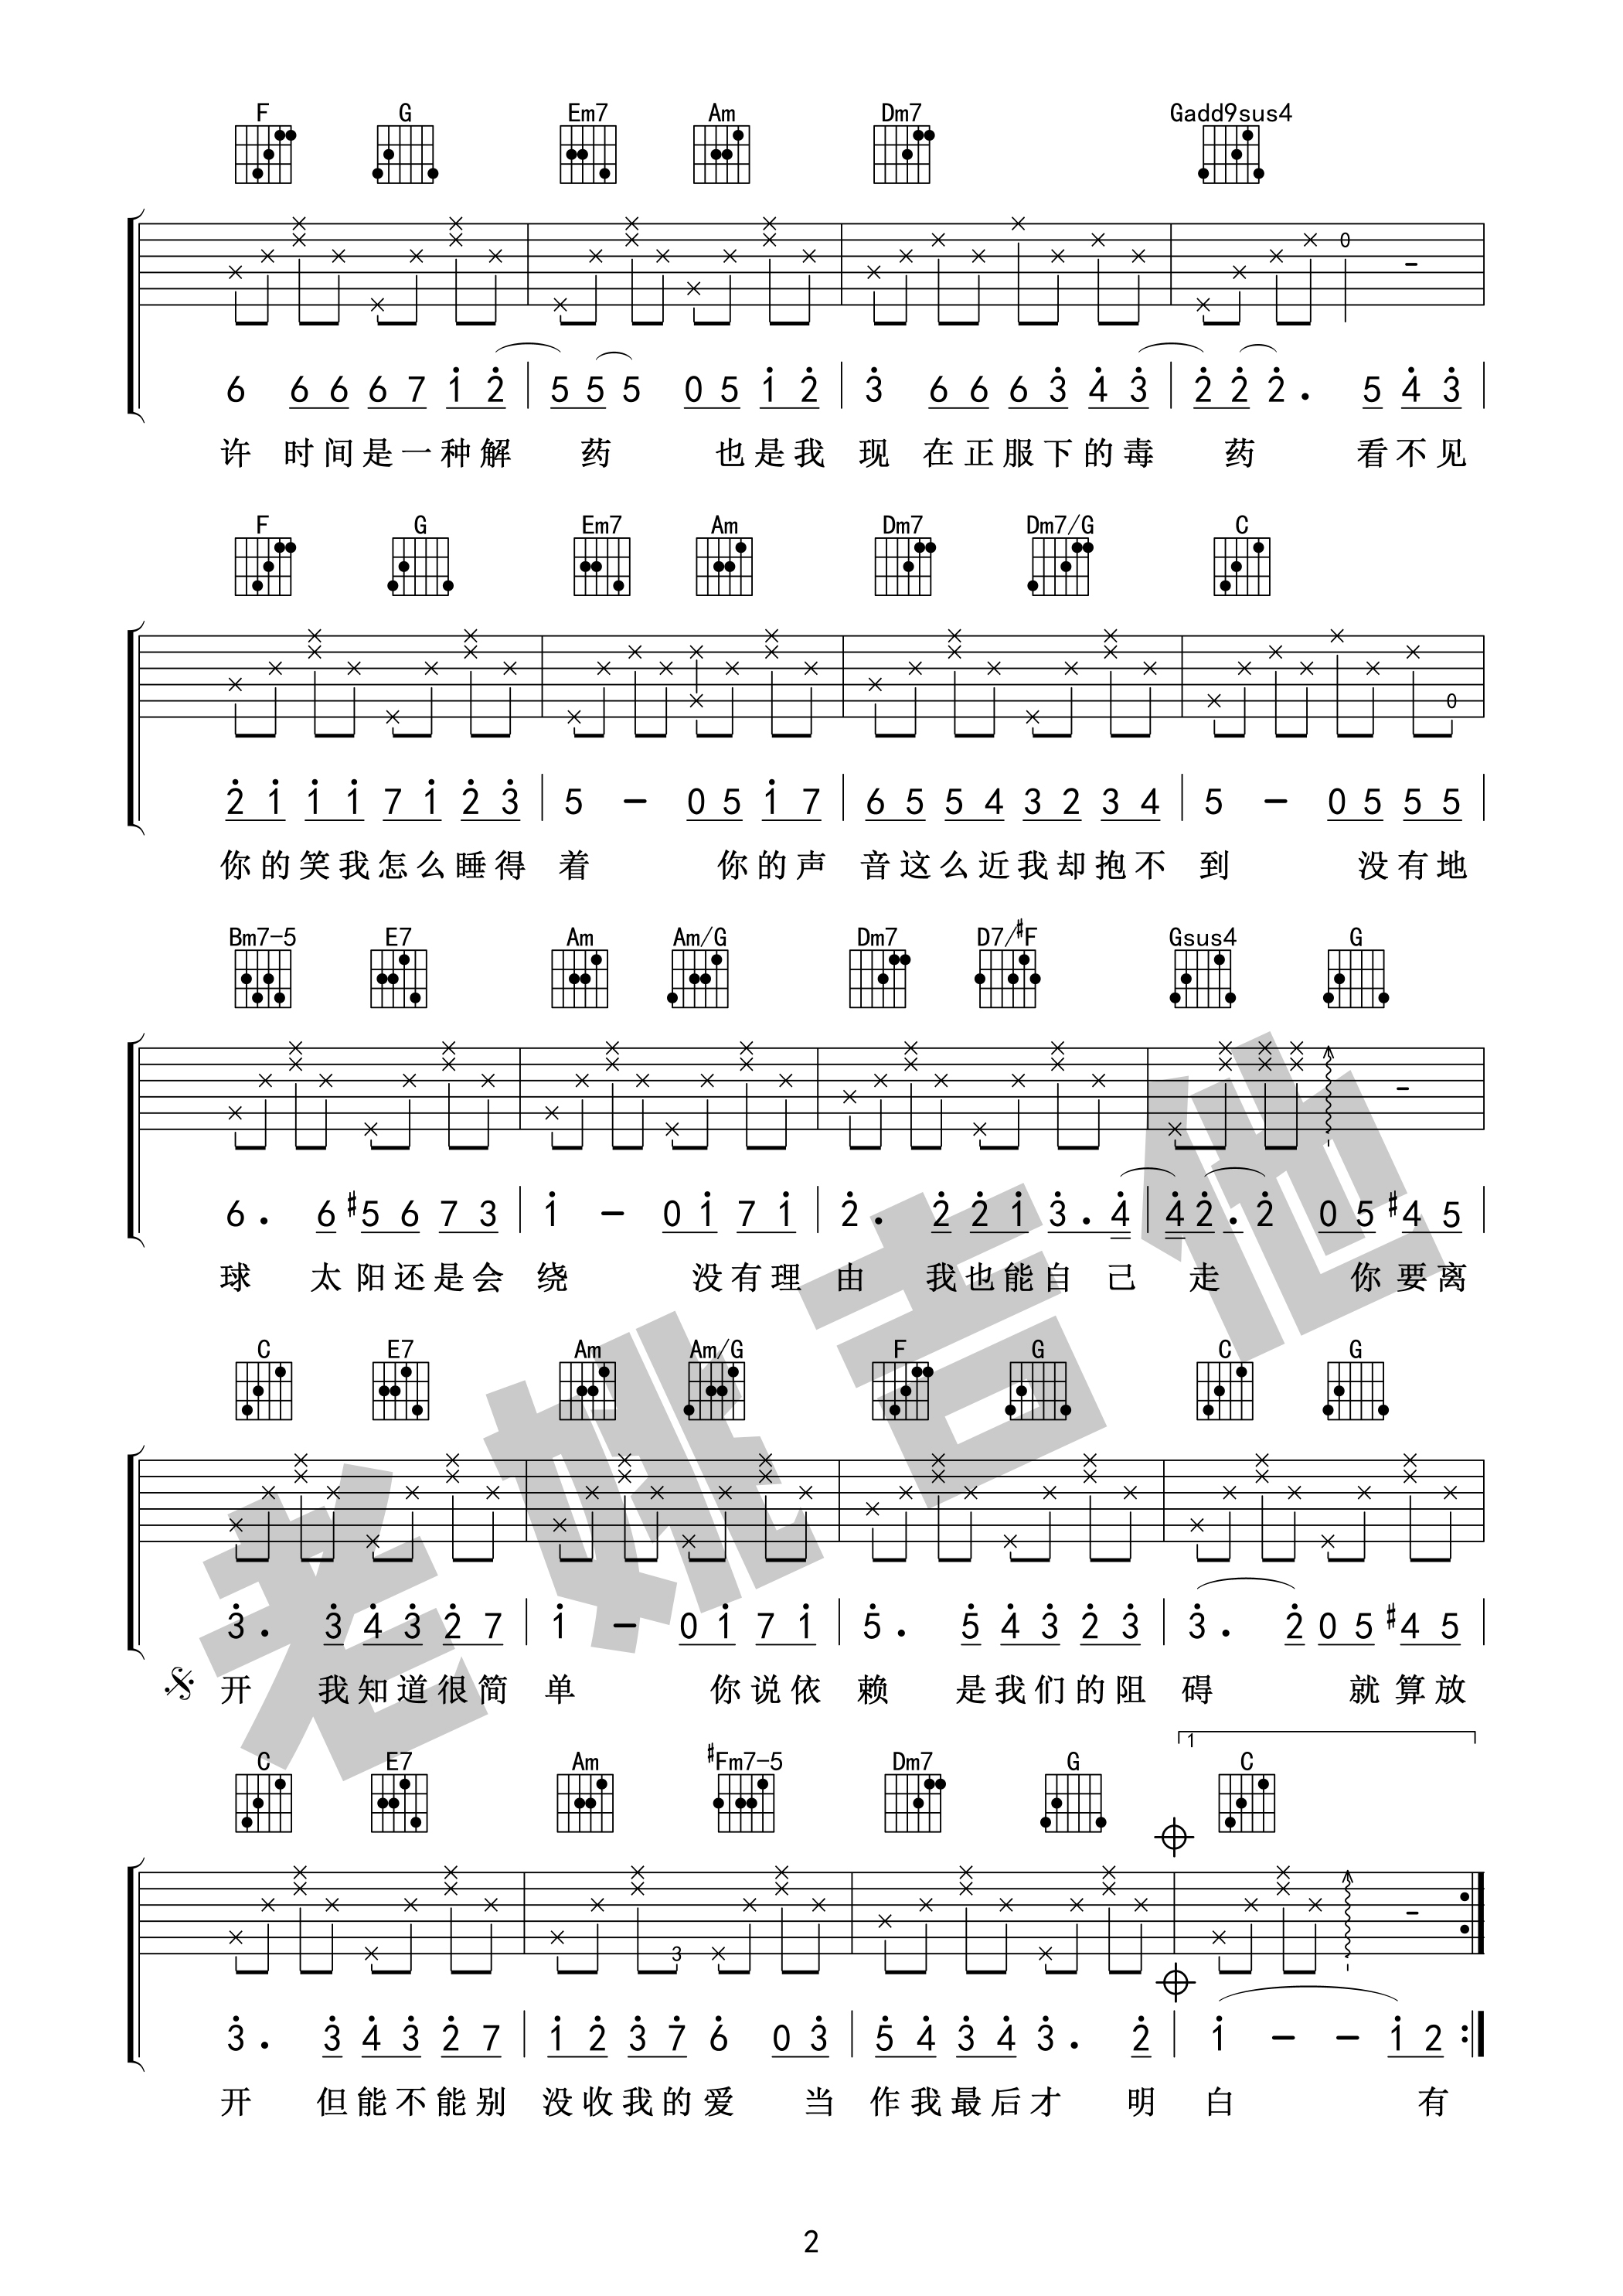 F G Em7 Am Dm7 Gadd9sus4
0
6 6 6 6 7 1̇ 2̇ | 5 5 5 0 5 1̇ 2̇ | 3̇ 6 6 6 3̇ 4̇ 3̇ | 2̇ 2̇ 2̇. 5 4̇ 3̇ |
许 时间是一种解 药 也是我 现 在正服下的毒 药 看不见
F G Em7 Am Dm7 Dm7/G C
0
2̇ 1̇ 1̇ 1̇ 7 1̇ 2̇ 3̇ | 5 – 0 5 1̇ 7 | 6 5 5 4 3 2 3 4 | 5 – 0 5 5 5 |
你的笑我怎么睡得 着 你的声 音这么近我却抱不 到 没有地
Bm7-5 E7 Am Am/G Dm7 D7/#F Gsus4 G
–
6. 6 #5 6 7 3 | 1̇ – 0 1̇ 7 1̇ | 2̇. 2̇ 2̇ 1̇ 3̇. 4̇ | 4̇ 2̇. 2̇ 0 5 #4 5 |
球 太阳还是会 绕 没有理 由 我也能自 己 走 你要离
C E7 Am Am/G F G C G
3̇. 3̇ 4̇ 3̇ 2̇ 7 | 1̇ – 0 1̇ 7 1̇ | 5̇. 5̇ 4̇ 3̇ 2̇ 3̇ | 3̇. 2̇ 0 5 #4 5 |
开 我知道很简 单 你说依 赖 是我们的阻 碍 就算放
1
C E7 Am #Fm7-5 Dm7 G C
3
3̇. 3̇ 4̇ 3̇ 2̇ 7 | 1̇ 2̇ 3̇ 7̇ 6̇ 0 3̇ | 5̇ 4̇ 3̇ 4̇ 3̇. 2̇ | 1̇ – – 1̇ 2 :|
开 但能不能别 没收我的爱 当 作我最后才 明 白 有
老姚吉他
2